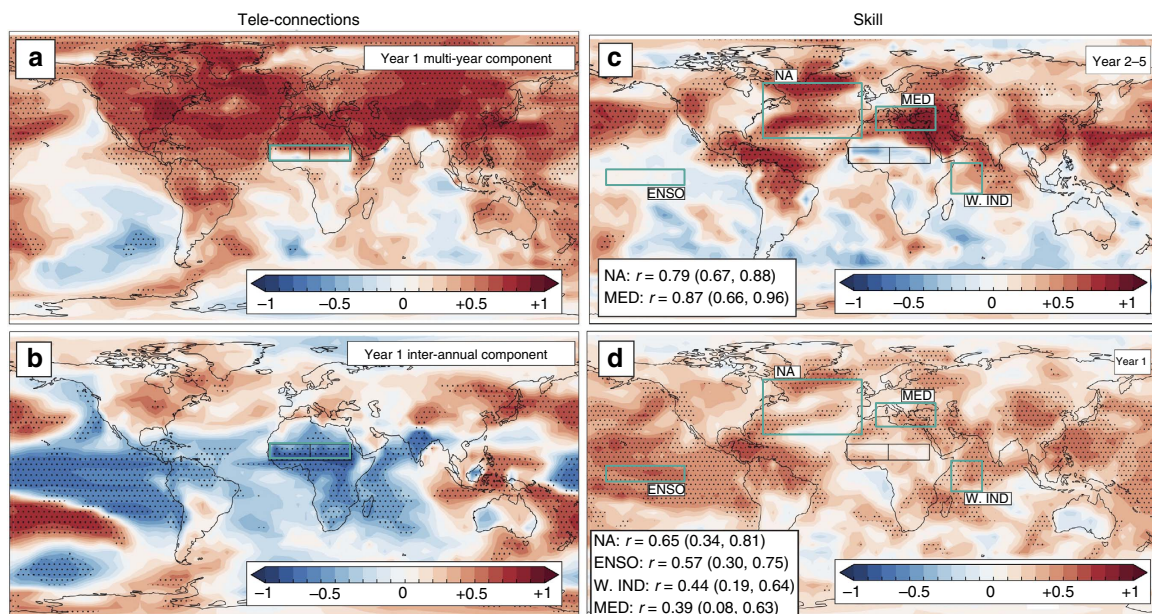 Tele-connections
Skill
a
Year 1 multi-year component
−1 −0.5 0 +0.5 +1
c
Year 2–5
NA
MED
ENSO
W. IND
NA: r = 0.79 (0.67, 0.88)
MED: r = 0.87 (0.66, 0.96)
−1 −0.5 0 +0.5 +1
b
Year 1 inter-annual component
−1 −0.5 0 +0.5 +1
d
Year 1
NA
MED
ENSO
W. IND
NA: r = 0.65 (0.34, 0.81)
ENSO: r = 0.57 (0.30, 0.75)
W. IND: r = 0.44 (0.19, 0.64)
MED: r = 0.39 (0.08, 0.63)
−1 −0.5 0 +0.5 +1